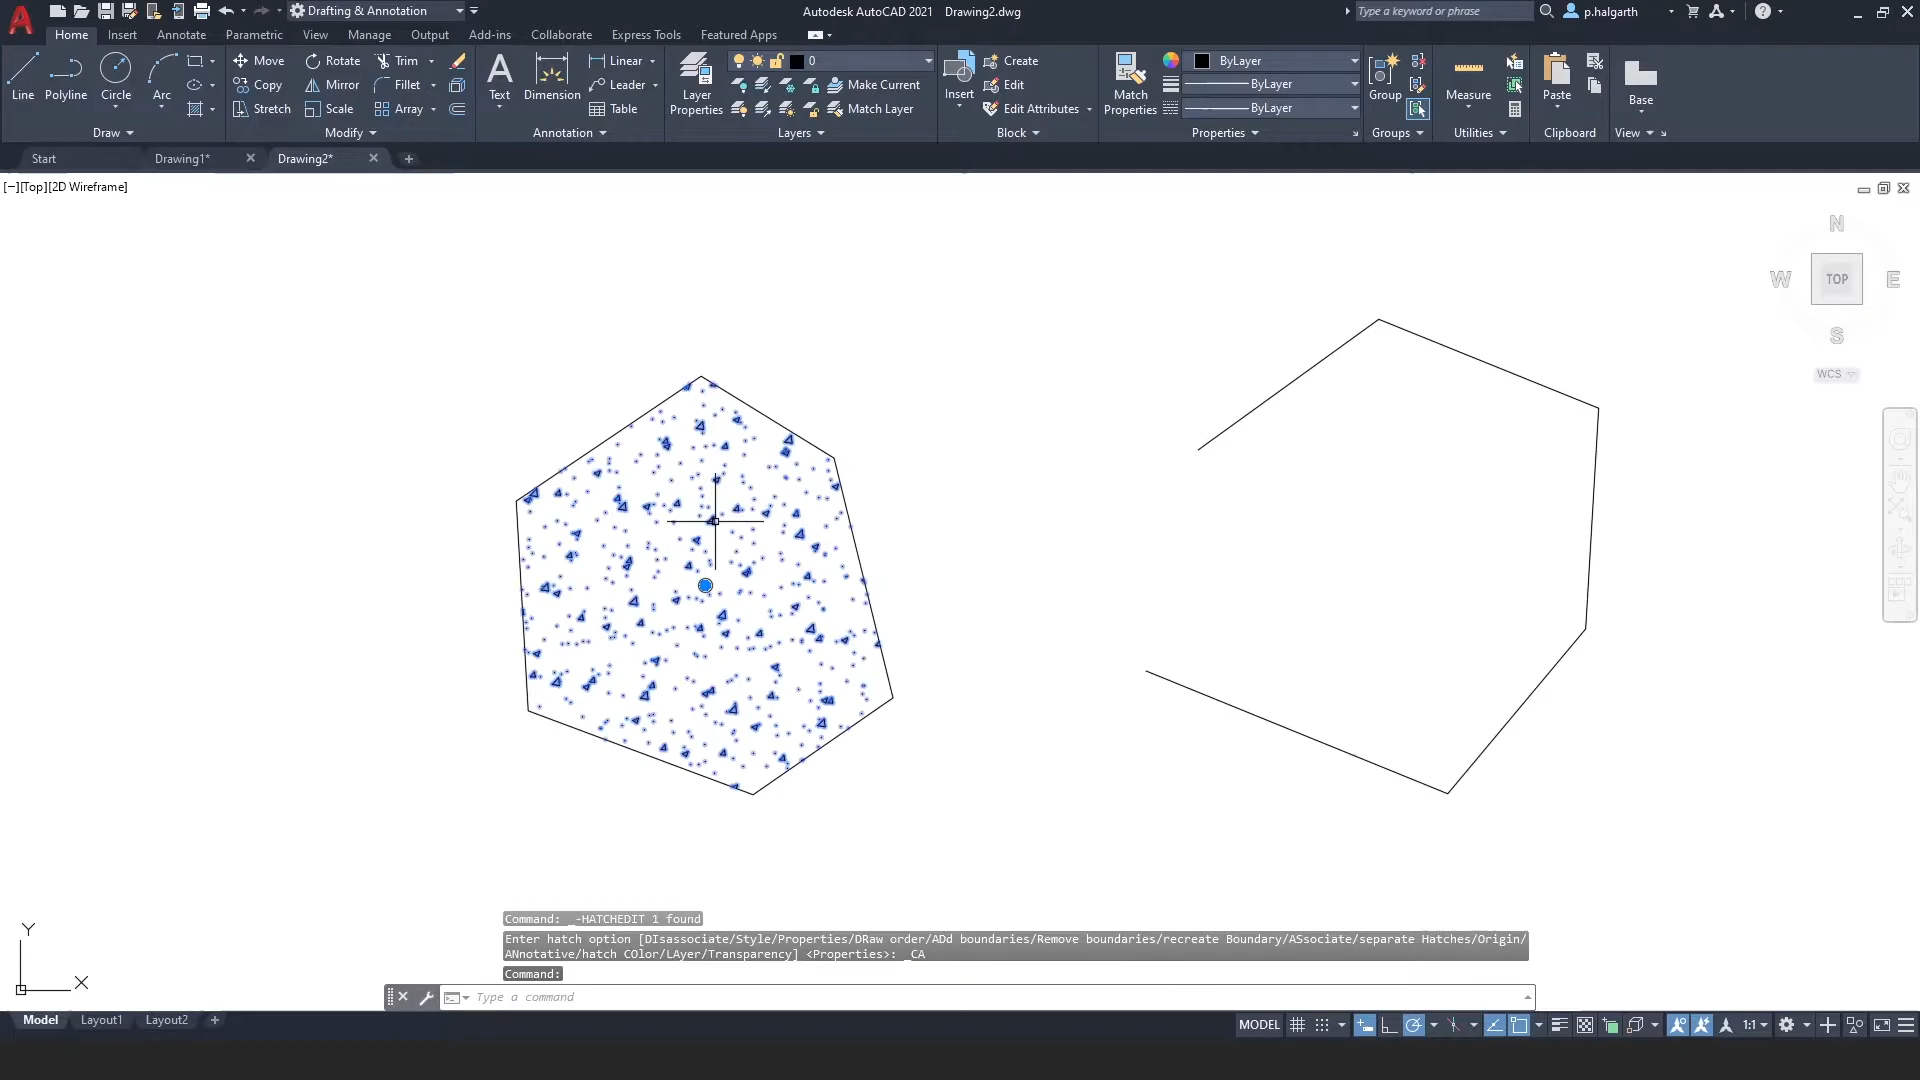 Drafting & Annotation
Autodesk AutoCAD 2021 Drawing2.dwg
Type a keyword or phrase
p.halgarth
Home Insert Annotate Parametric View Manage Output Add-ins Collaborate Express Tools Featured Apps
Line
Polyline
Circle
Arc
Draw
Move Rotate Trim
Copy Mirror Fillet
Stretch Scale Array
Modify
Text
Dimension
Linear
Leader
Table
Annotation
Layer
Properties
0
Make Current
Match Layer
Layers
Insert
Create
Edit
Edit Attributes
Block
Match
Properties
ByLayer
ByLayer
ByLayer
Properties
Group
Groups
Measure
Utilities
Paste
Clipboard
Base
View
Start Drawing1* Drawing2*
[−][Top][2D Wireframe]
N
W TOP E
S
WCS
Y
X
Command: _-HATCHEDIT 1 found
Enter hatch option [DIsassociate/Style/Properties/DRaw order/ADd boundaries/Remove boundaries/recreate Boundary/ASsociate/separate Hatches/Origin/
ANnotative/hatch COlor/LAyer/Transparency] <Properties>: _CA
Command:
Type a command
Model Layout1 Layout2
MODEL
1:1